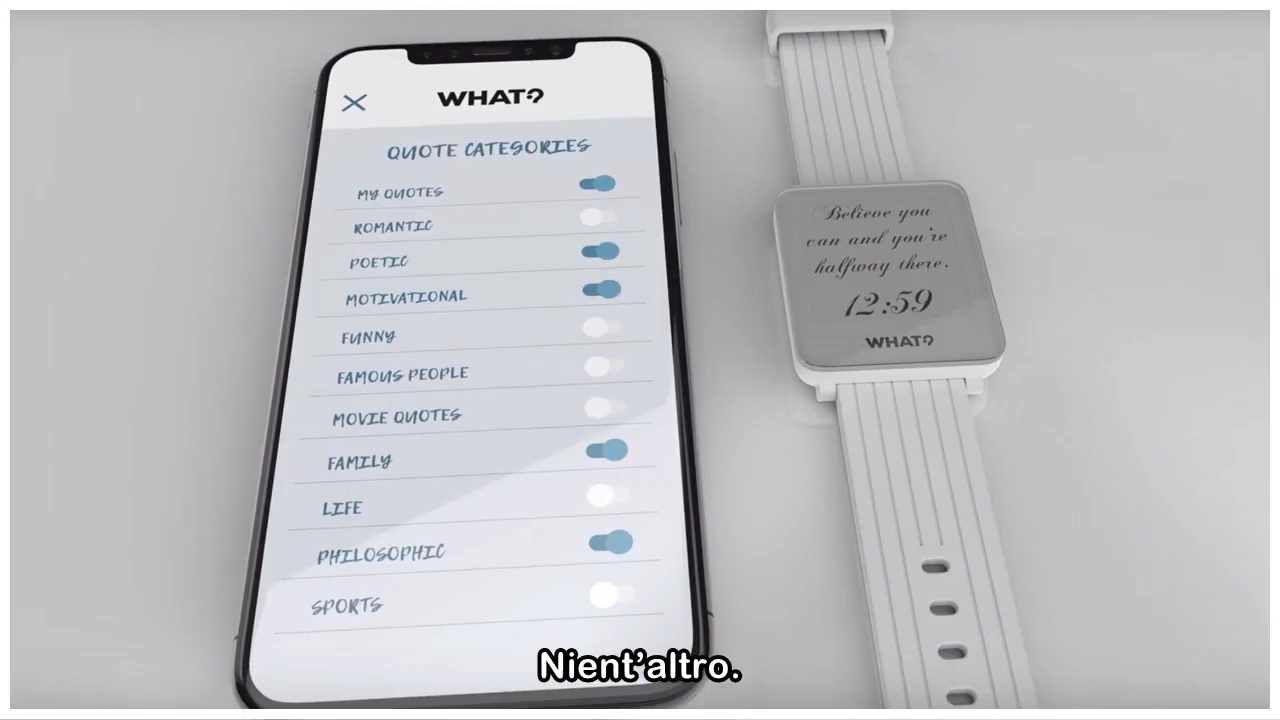 WHAT?
QUOTE CATEGORIES
MY QUOTES
ROMANTIC
POETIC
MOTIVATIONAL
FUNNY
FAMOUS PEOPLE
MOVIE QUOTES
FAMILY
LIFE
PHILOSOPHIC
SPORTS
Believe you
can and you're
halfway there.
12:59
WHAT?
Nient'altro.